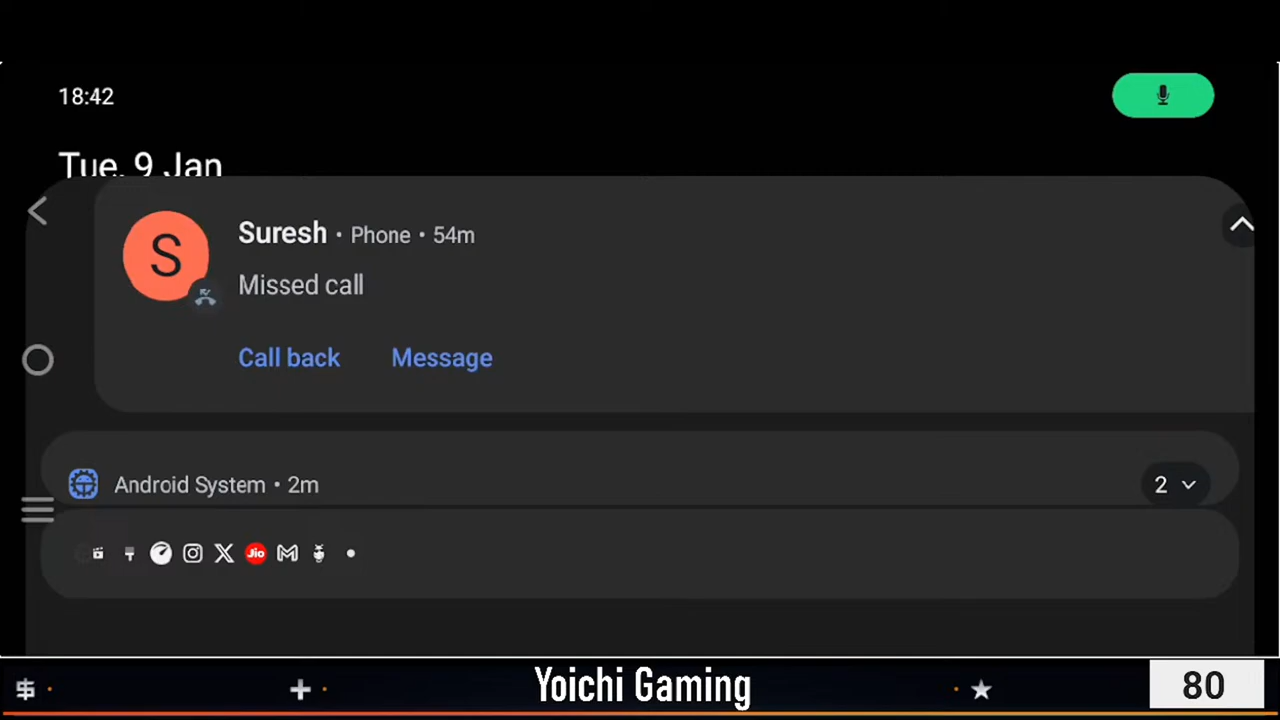 18:42
Tue, 9 Jan
S
Suresh • Phone • 54m
Missed call
Call back Message
Android System • 2m
2
Jio
Yoichi Gaming
80